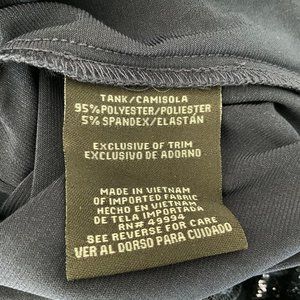 TANK/CAMISOLA
95% POLYESTER/POLIESTER
5% SPANDEX/ELASTÁN
EXCLUSIVE OF TRIM
EXCLUSIVO DE ADORNO
MADE IN VIETNAM
OF IMPORTED FABRIC
HECHO EN VIETNAM
DE TELA IMPORTADA
RN# 49994
SEE REVERSE FOR CARE
VER AL DORSO PARA CUIDADO